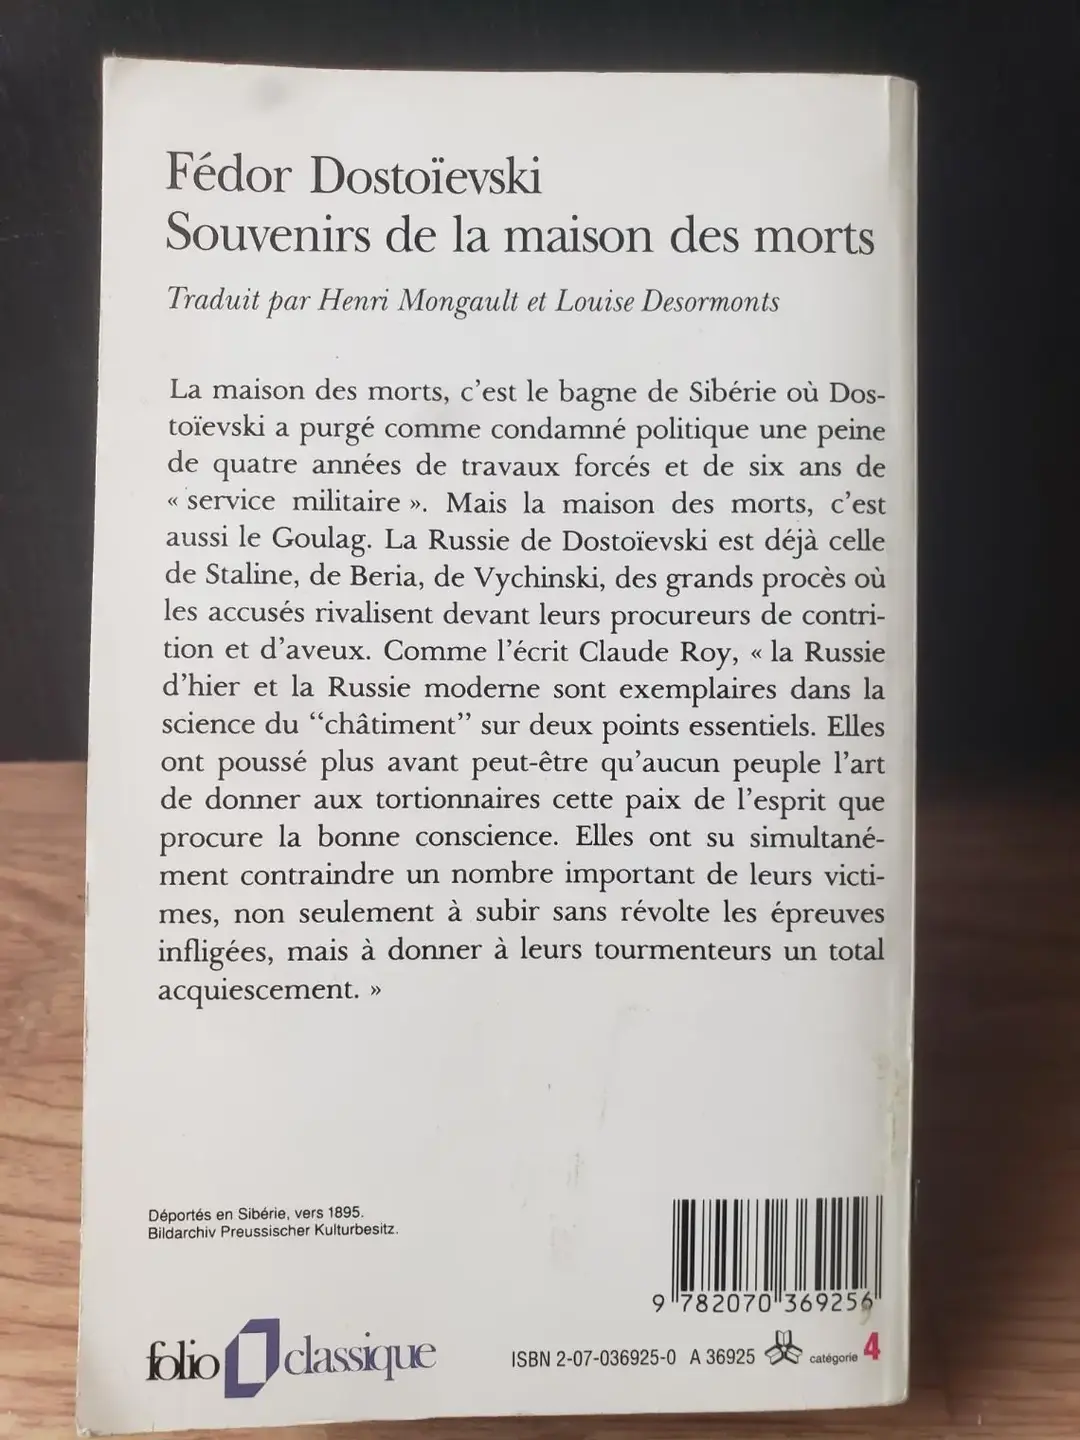 Fédor Dostoïevski
Souvenirs de la maison des morts
Traduit par Henri Mongault et Louise Desormonts
La maison des morts, c'est le bagne de Sibérie où Dos-
toïevski a purgé comme condamné politique une peine
de quatre années de travaux forcés et de six ans de
« service militaire ». Mais la maison des morts, c'est
aussi le Goulag. La Russie de Dostoïevski est déjà celle
de Staline, de Beria, de Vychinski, des grands procès où
les accusés rivalisent devant leurs procureurs de contri-
tion et d'aveux. Comme l'écrit Claude Roy, « la Russie
d'hier et la Russie moderne sont exemplaires dans la
science du “châtiment” sur deux points essentiels. Elles
ont poussé plus avant peut-être qu'aucun peuple l'art
de donner aux tortionnaires cette paix de l'esprit que
procure la bonne conscience. Elles ont su simultané-
ment contraindre un nombre important de leurs victi-
mes, non seulement à subir sans révolte les épreuves
infligées, mais à donner à leurs tourmenteurs un total
acquiescement. »
Déportés en Sibérie, vers 1895.
Bildarchiv Preussischer Kulturbesitz.
9 782070 369256
folio classique
ISBN 2-07-036925-0 A 36925 catégorie 4